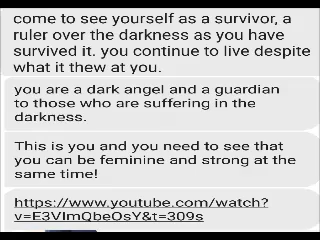 come to see yourself as a survivor, a
ruler over the darkness as you have
survived it. you continue to live despite
what it thew at you.
you are a dark angel and a guardian
to those who are suffering in the
darkness.
This is you and you need to see that
you can be feminine and strong at the
same time!
https://www.youtube.com/watch?
v=E3VlmQbeOsY&t=309s